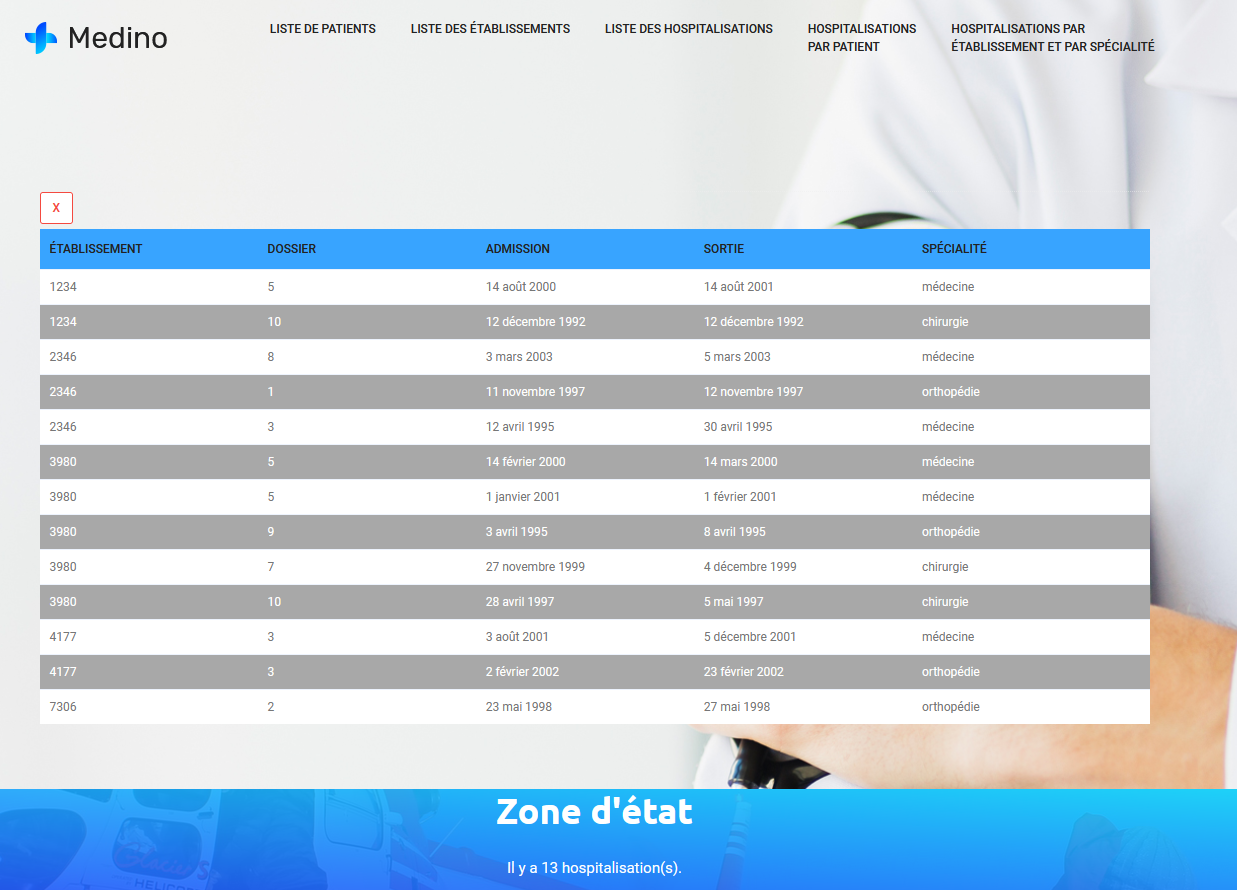 Medino
LISTE DE PATIENTS LISTE DES ÉTABLISSEMENTS LISTE DES HOSPITALISATIONS HOSPITALISATIONS PAR PATIENT HOSPITALISATIONS PAR ÉTABLISSEMENT ET PAR SPÉCIALITÉ
X
ÉTABLISSEMENT DOSSIER ADMISSION SORTIE SPÉCIALITÉ
1234 5 14 août 2000 14 août 2001 médecine
1234 10 12 décembre 1992 12 décembre 1992 chirurgie
2346 8 3 mars 2003 5 mars 2003 médecine
2346 1 11 novembre 1997 12 novembre 1997 orthopédie
2346 3 12 avril 1995 30 avril 1995 médecine
3980 5 14 février 2000 14 mars 2000 médecine
3980 5 1 janvier 2001 1 février 2001 médecine
3980 9 3 avril 1995 8 avril 1995 orthopédie
3980 7 27 novembre 1999 4 décembre 1999 chirurgie
3980 10 28 avril 1997 5 mai 1997 chirurgie
4177 3 3 août 2001 5 décembre 2001 médecine
4177 3 2 février 2002 23 février 2002 orthopédie
7306 2 23 mai 1998 27 mai 1998 orthopédie
Zone d'état
Il y a 13 hospitalisation(s).